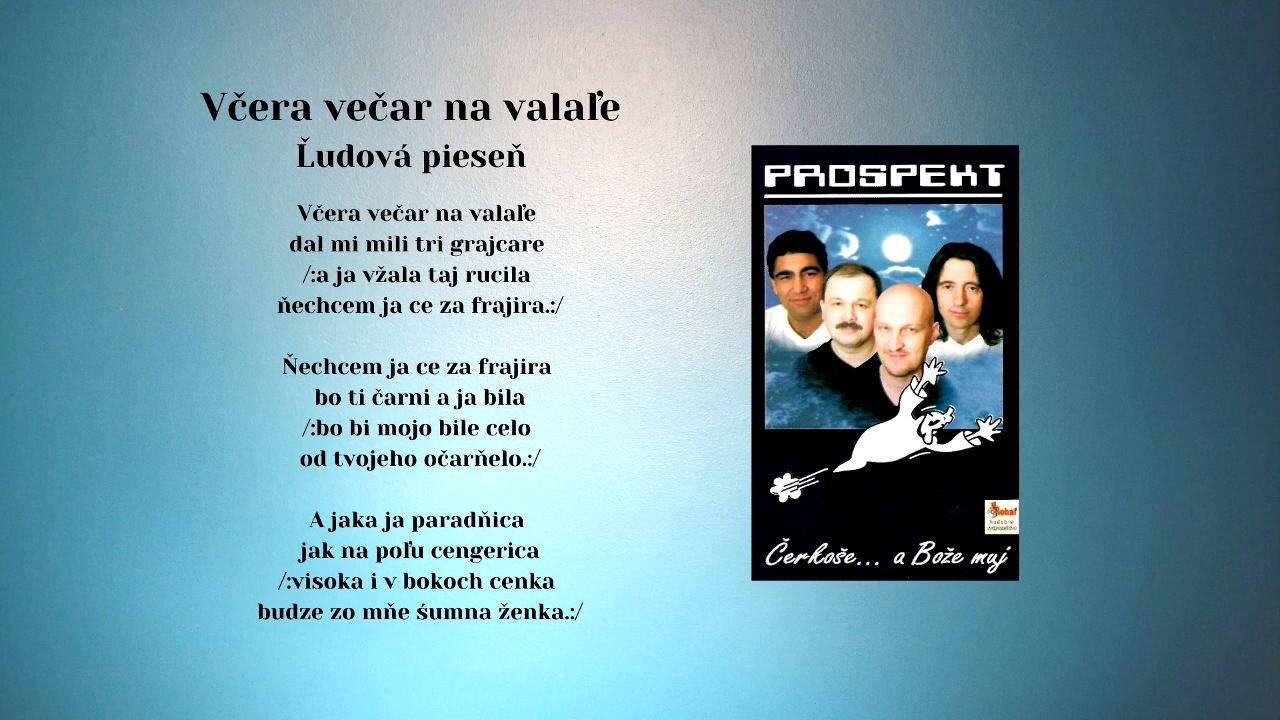 Včera večar na valaľe
Ľudová pieseň
Včera večar na valaľe
dal mi mili tri grajcare
/:a ja vžala taj rucila
ňechcem ja ce za frajira.:/
Ňechcem ja ce za frajira
bo ti čarni a ja bila
/:bo bi mojo bile celo
od tvojeho očarňelo.:/
A jaka ja paradňica
jak na poľu cengerica
/:visoka i v bokoch cenka
budze zo mňe śumna ženka.:/
PROSPEKT
Rohaľ
hudobné
vydavateľstvo
Čerkoše... a Bože muj